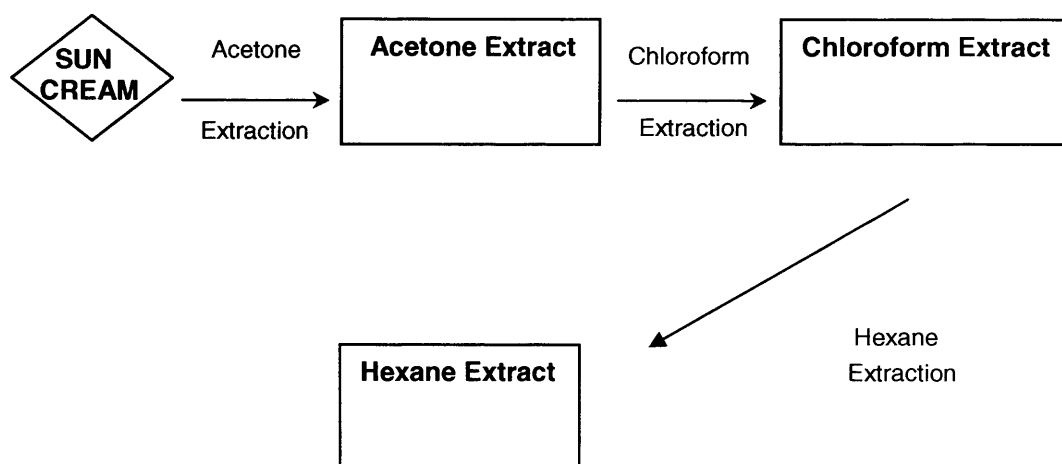 SUN
CREAM
Acetone
Extraction
Acetone Extract
Chloroform
Extraction
Chloroform Extract
Hexane
Extraction
Hexane Extract